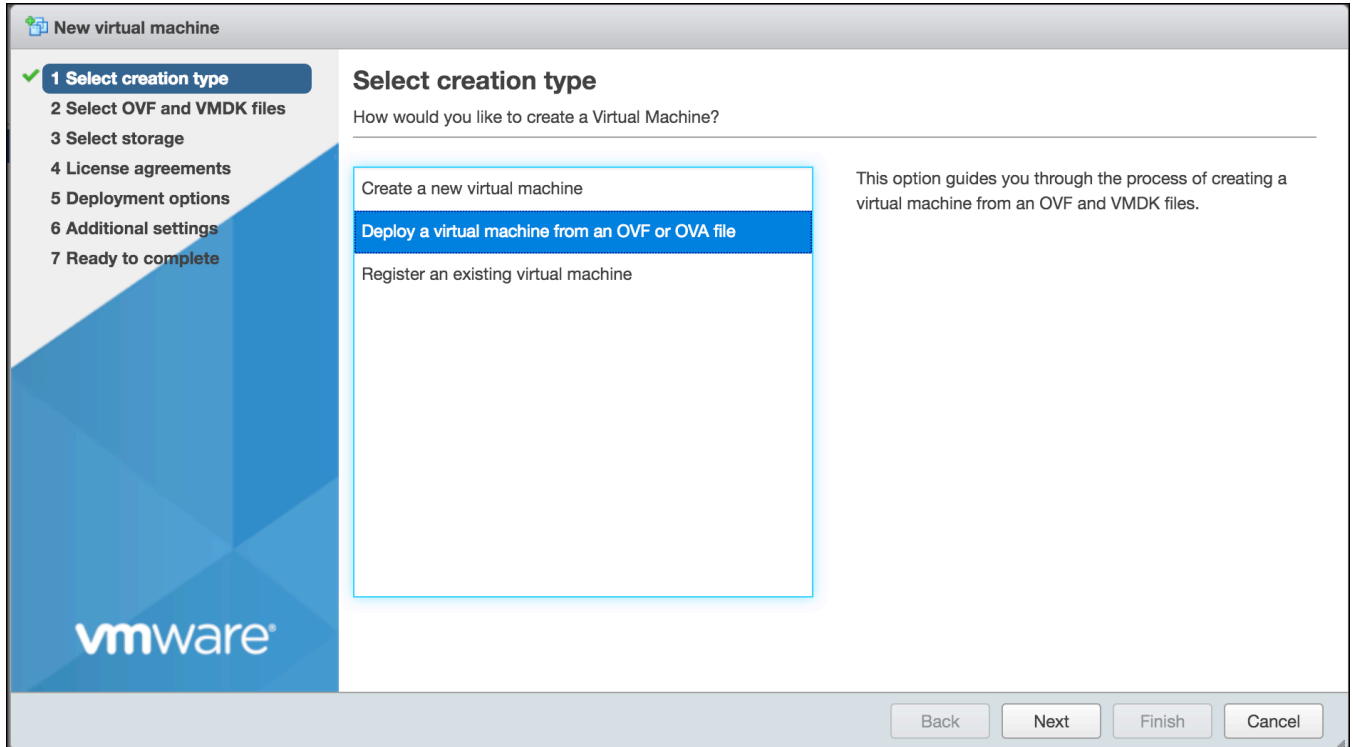 New virtual machine
1 Select creation type
2 Select OVF and VMDK files
3 Select storage
4 License agreements
5 Deployment options
6 Additional settings
7 Ready to complete
vmware®
Select creation type
How would you like to create a Virtual Machine?
Create a new virtual machine
Deploy a virtual machine from an OVF or OVA file
Register an existing virtual machine
This option guides you through the process of creating a
virtual machine from an OVF and VMDK files.
Back
Next
Finish
Cancel